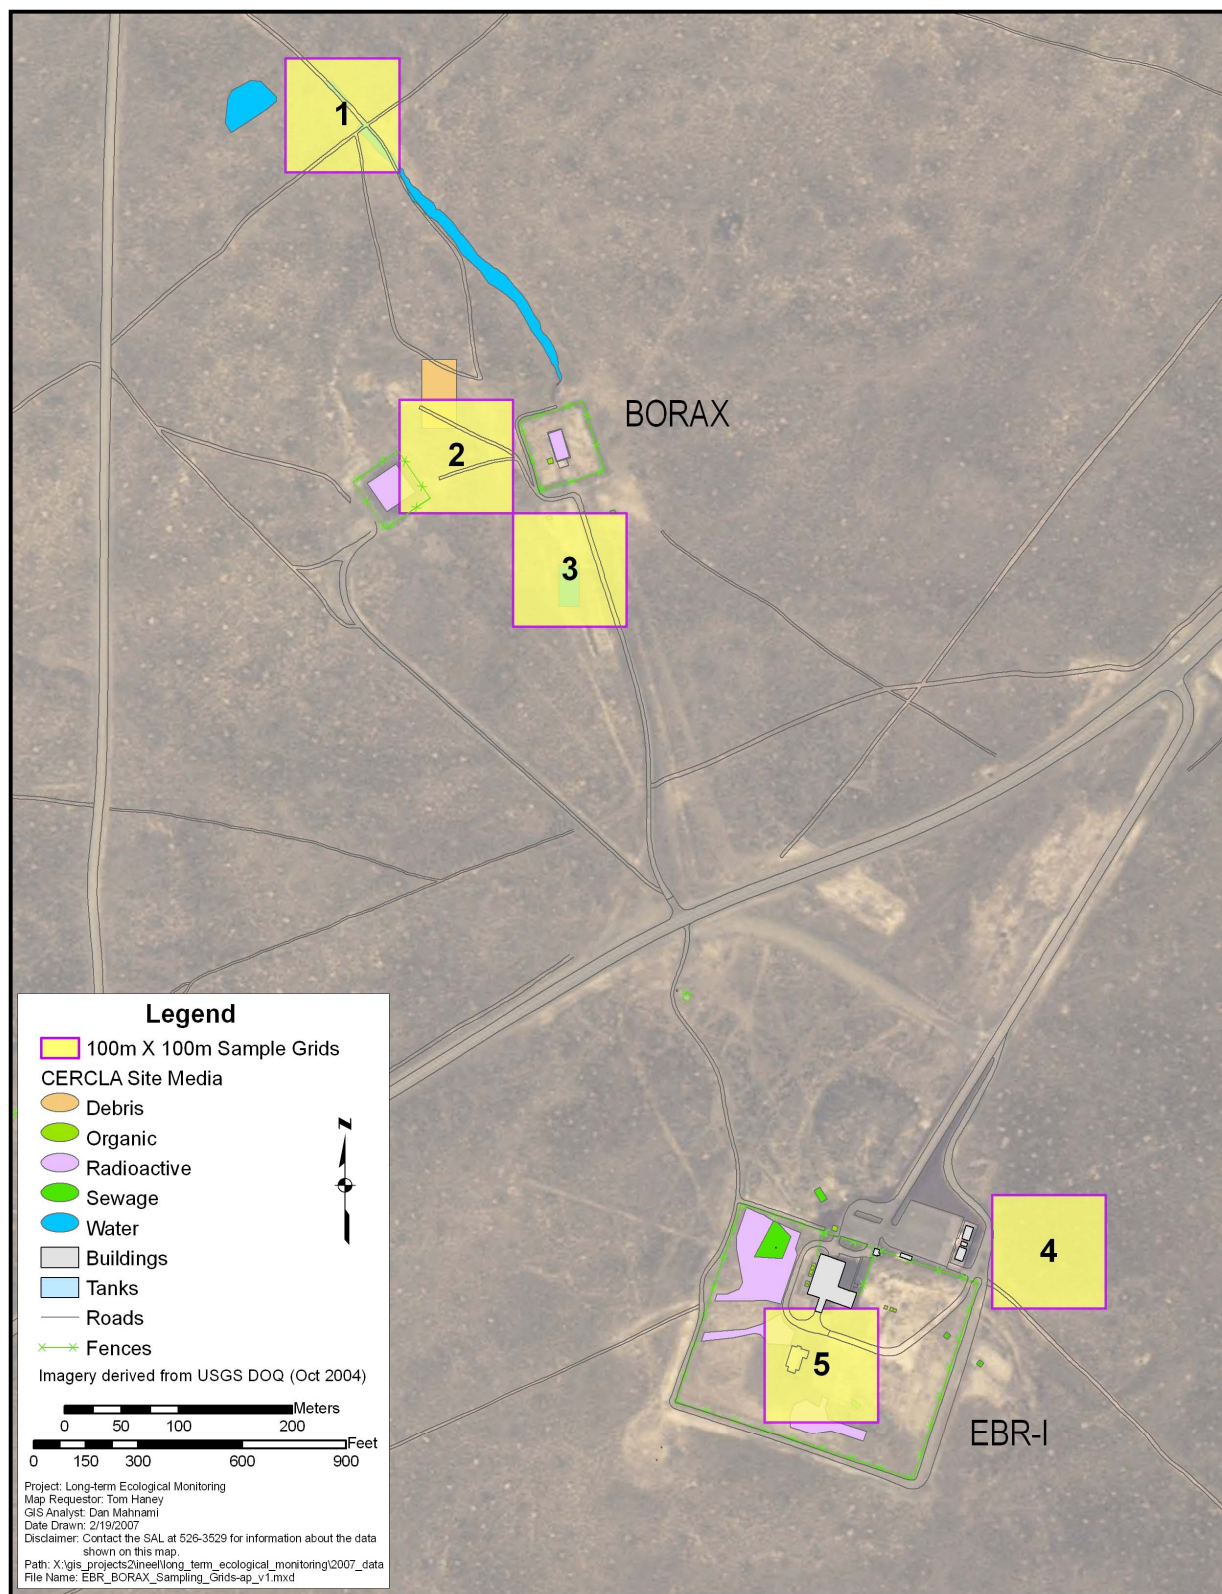 1
BORAX
2
3
4
5
EBR-I
Legend
100m X 100m Sample Grids
CERCLA Site Media
Debris
Organic
Radioactive
Sewage
Water
Buildings
Tanks
Roads
Fences
N
Imagery derived from USGS DOQ (Oct 2004)
Meters
0 50 100 200
Feet
0 150 300 600 900
Project: Long-term Ecological Monitoring
Map Requestor: Tom Haney
GIS Analyst: Dan Mahnami
Date Drawn: 2/19/2007
Disclaimer: Contact the SAL at 526-3529 for information about the data
shown on this map.
Path: X:\gis_projects2\ineel\long_term_ecological_monitoring\2007_data
File Name: EBR_BORAX_Sampling_Grids-ap_v1.mxd